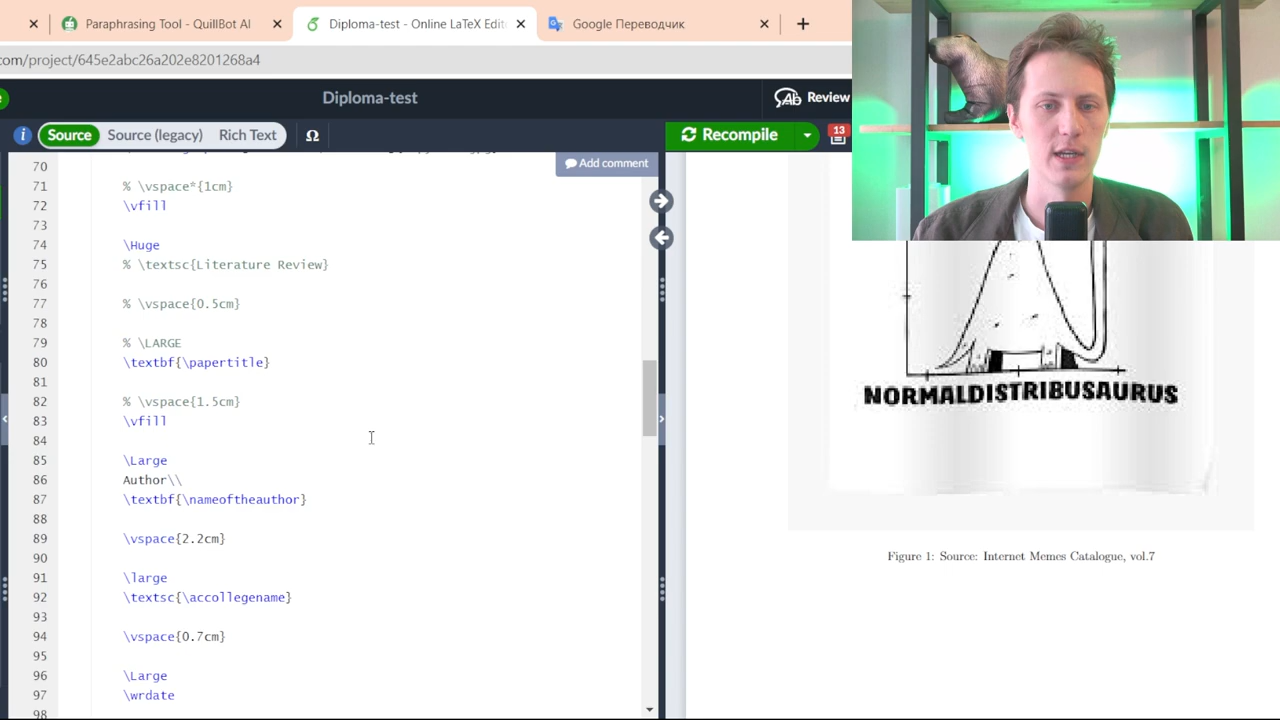 Paraphrasing Tool - QuillBot AI
Diploma-test - Online LaTeX Edit
Google Переводчик
com/project/645e2abc26a202e8201268a4
Diploma-test
Review
Source
Source (legacy)
Rich Text
Ω
Recompile
13
Add comment
70
71 % \vspace*{1cm}
72 \vfill
73
74 \Huge
75 % \textsc{Literature Review}
76
77 % \vspace{0.5cm}
78
79 % \LARGE
80 \textbf{\papertitle}
81
82 % \vspace{1.5cm}
83 \vfill
84
85 \Large
86 Author\\
87 \textbf{\nameoftheauthor}
88
89 \vspace{2.2cm}
90
91 \large
92 \textsc{\accollegename}
93
94 \vspace{0.7cm}
95
96 \Large
97 \wrdate
98
NORMALDISTRIBUSAURUS
Figure 1: Source: Internet Memes Catalogue, vol.7